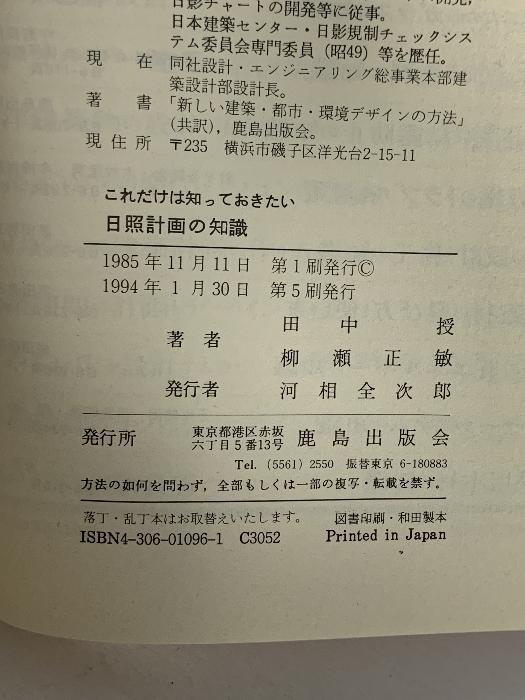 日影チャートの開発等に従事。
日本建築センター・日影規制チェックシス
テム委員会専門委員（昭49）等を歴任。
現在 同社設計・エンジニアリング総事業本部建
築設計部設計長。
著書 「新しい建築・都市・環境デザインの方法」
（共訳），鹿島出版会。
現住所 〒235 横浜市磯子区洋光台2-15-11
これだけは知っておきたい
日照計画の知識
1985年11月11日 第1刷発行©
1994年1月30日 第5刷発行
著者 田中授
柳瀬正敏
発行者 河相全次郎
発行所 東京都港区赤坂六丁目5番13号 鹿島出版会
Tel. (5561) 2550 振替東京 6-180883
方法の如何を問わず，全部もしくは一部の複写・転載を禁ず。
落丁・乱丁本はお取替えいたします。 図書印刷・和田製本
ISBN4-306-01096-1 C3052 Printed in Japan